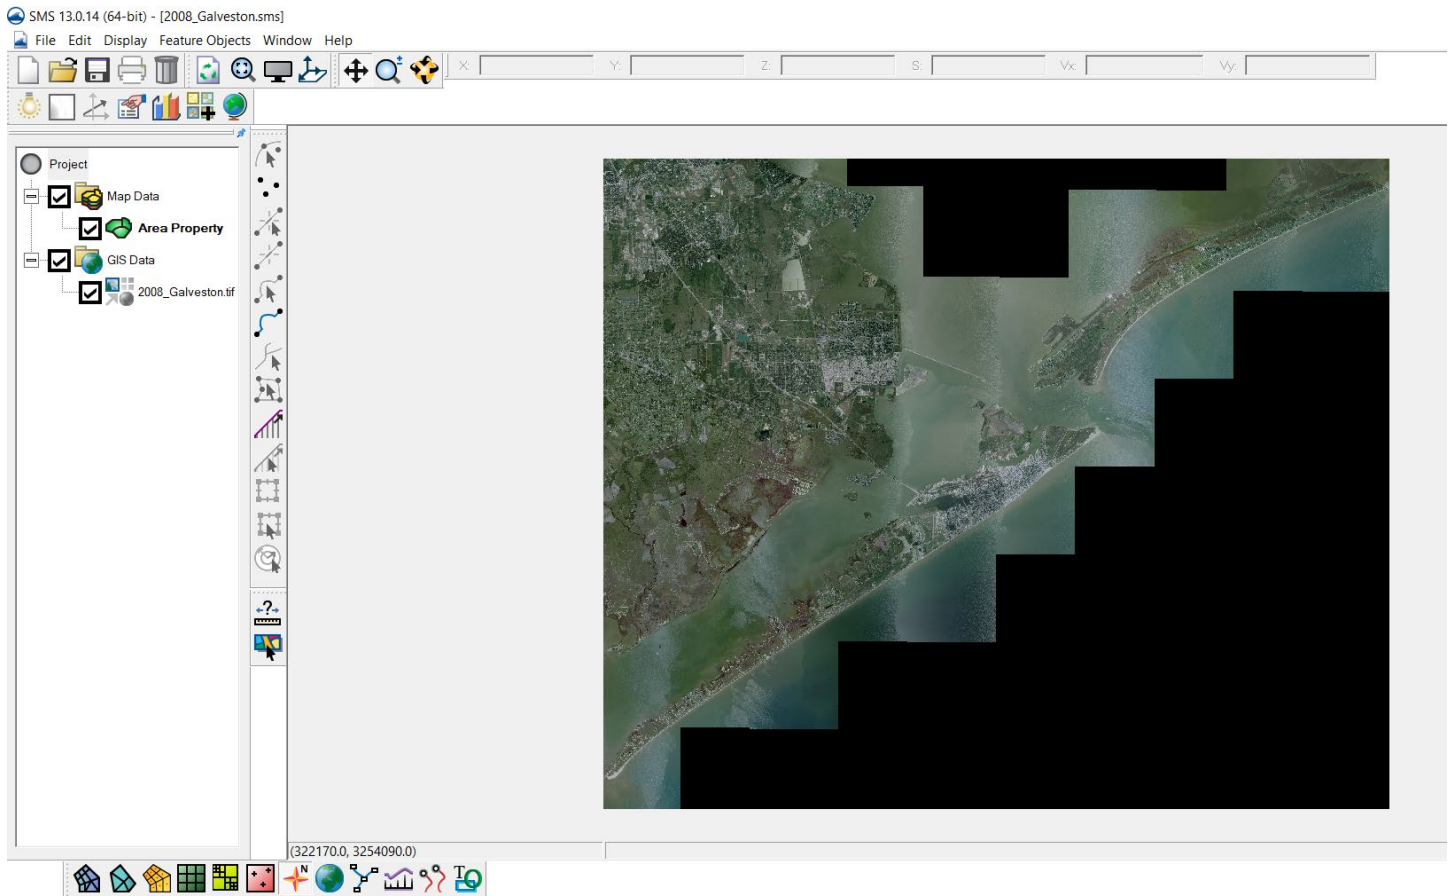 SMS 13.0.14 (64-bit) - [2008_Galveston.sms]
File Edit Display Feature Objects Window Help
X: Y: Z: S: Vx: Vy:
Project
Map Data
Area Property
GIS Data
2008_Galveston.tif
?
(322170.0, 3254090.0)
N
TO